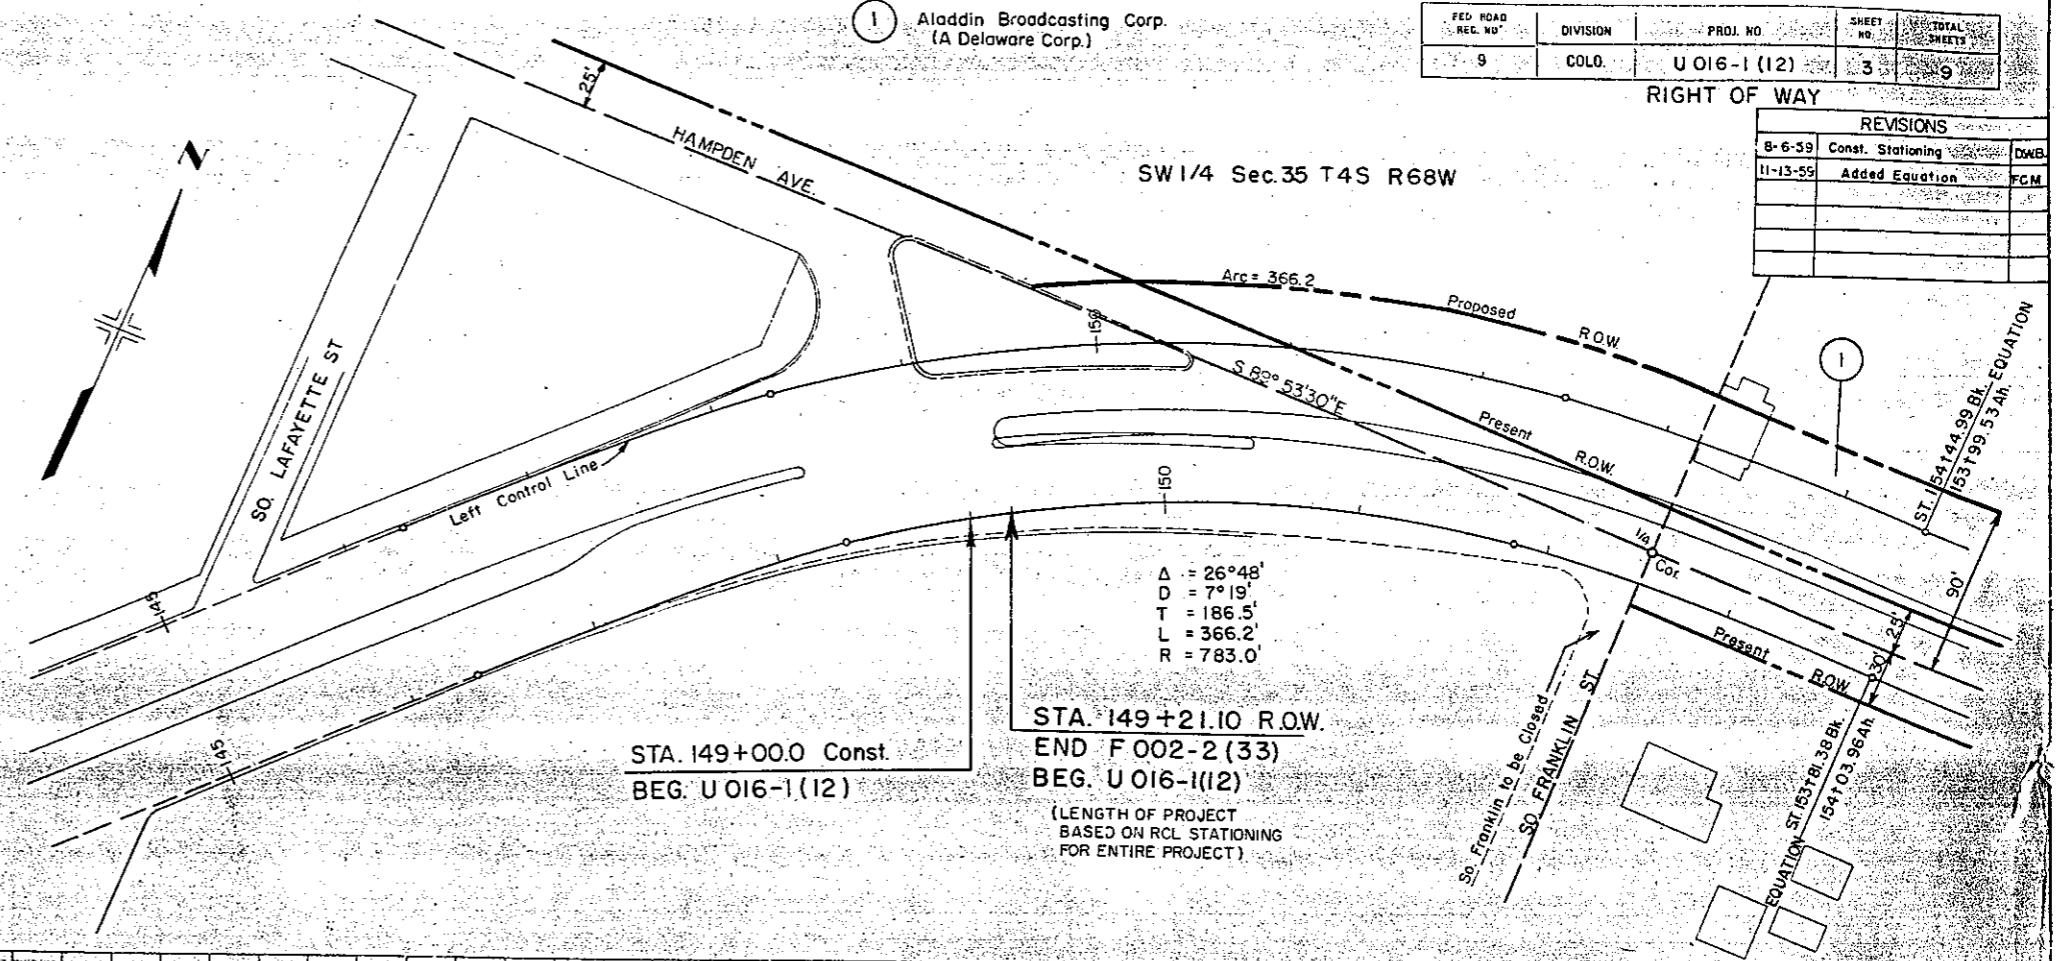 1 Aladdin Broadcasting Corp.
(A Delaware Corp.)
FED ROAD REG. NO. DIVISION PROJ. NO. SHEET NO. TOTAL SHEETS
9 COLO. U 016-1 (12) 3 9
RIGHT OF WAY
REVISIONS
8-6-59 Const. Stationing DWB
11-13-59 Added Equation FCM
N
25'
HAMPDEN AVE.
SW 1/4 Sec. 35 T4S R68W
Arc = 366.2
Proposed R.O.W.
150
S 89° 53'30"E
Present R.O.W.
1
ST. 154+44.99 Bk. EQUATION
153+99.53 Ah.
SO. LAFAYETTE ST
Left Control Line
150
1/4
Cor.
90'
145
Δ = 26°48'
D = 7°19'
T = 186.5'
L = 366.2'
R = 783.0'
25'
30'
Present R.O.W.
145
STA. 149+00.0 Const.
BEG. U 016-1 (12)
STA. 149+21.10 R.O.W.
END F 002-2 (33)
BEG. U 016-1(12)
(LENGTH OF PROJECT
BASED ON RCL STATIONING
FOR ENTIRE PROJECT)
So Franklin to be Closed
SO. FRANKLIN ST.
EQUATION ST. 153+81.38 Bk.
154+03.96 Ah.